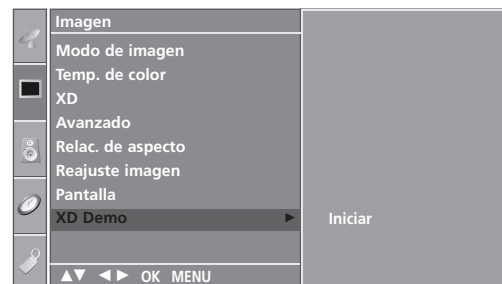 Imagen
Modo de imagen
Temp. de color
XD
Avanzado
Relac. de aspecto
Reajuste imagen
Pantalla
XD Demo ► Iniciar
▲▼ ◄► OK MENU